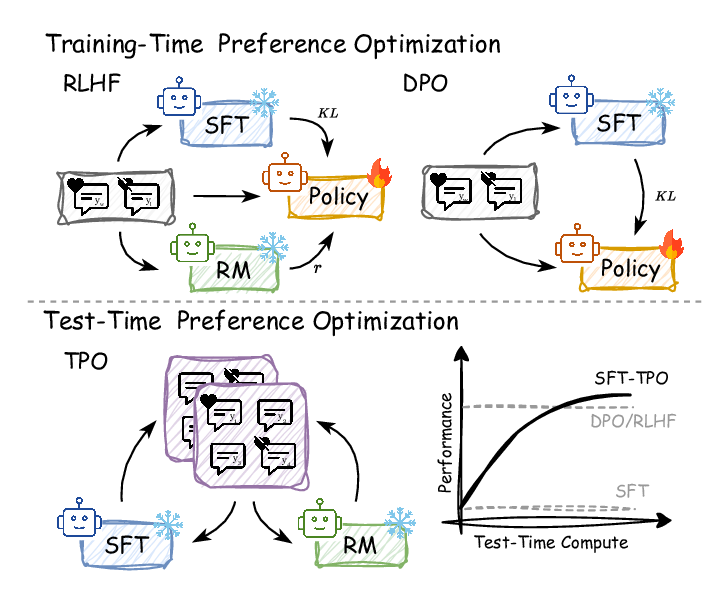 Training-Time Preference Optimization
RLHF
DPO
SFT
KL
SFT
y_w
y_l
Policy
y_w
y_l
KL
RM
r
Policy
Test-Time Preference Optimization
TPO
SFT-TPO
DPO/RLHF
Performance
SFT
SFT
RM
Test-Time Compute